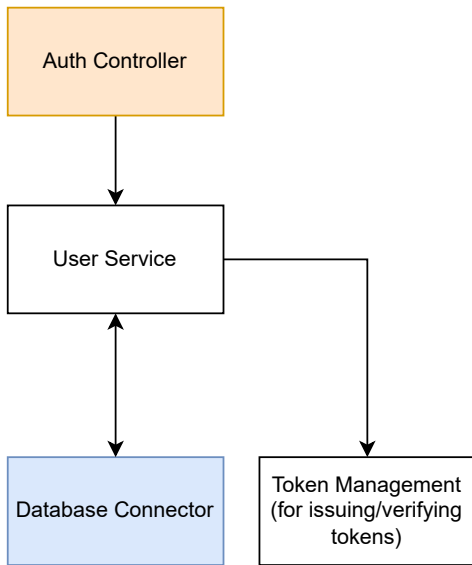 Auth Controller
User Service
Database Connector
Token Management
(for issuing/verifying
tokens)